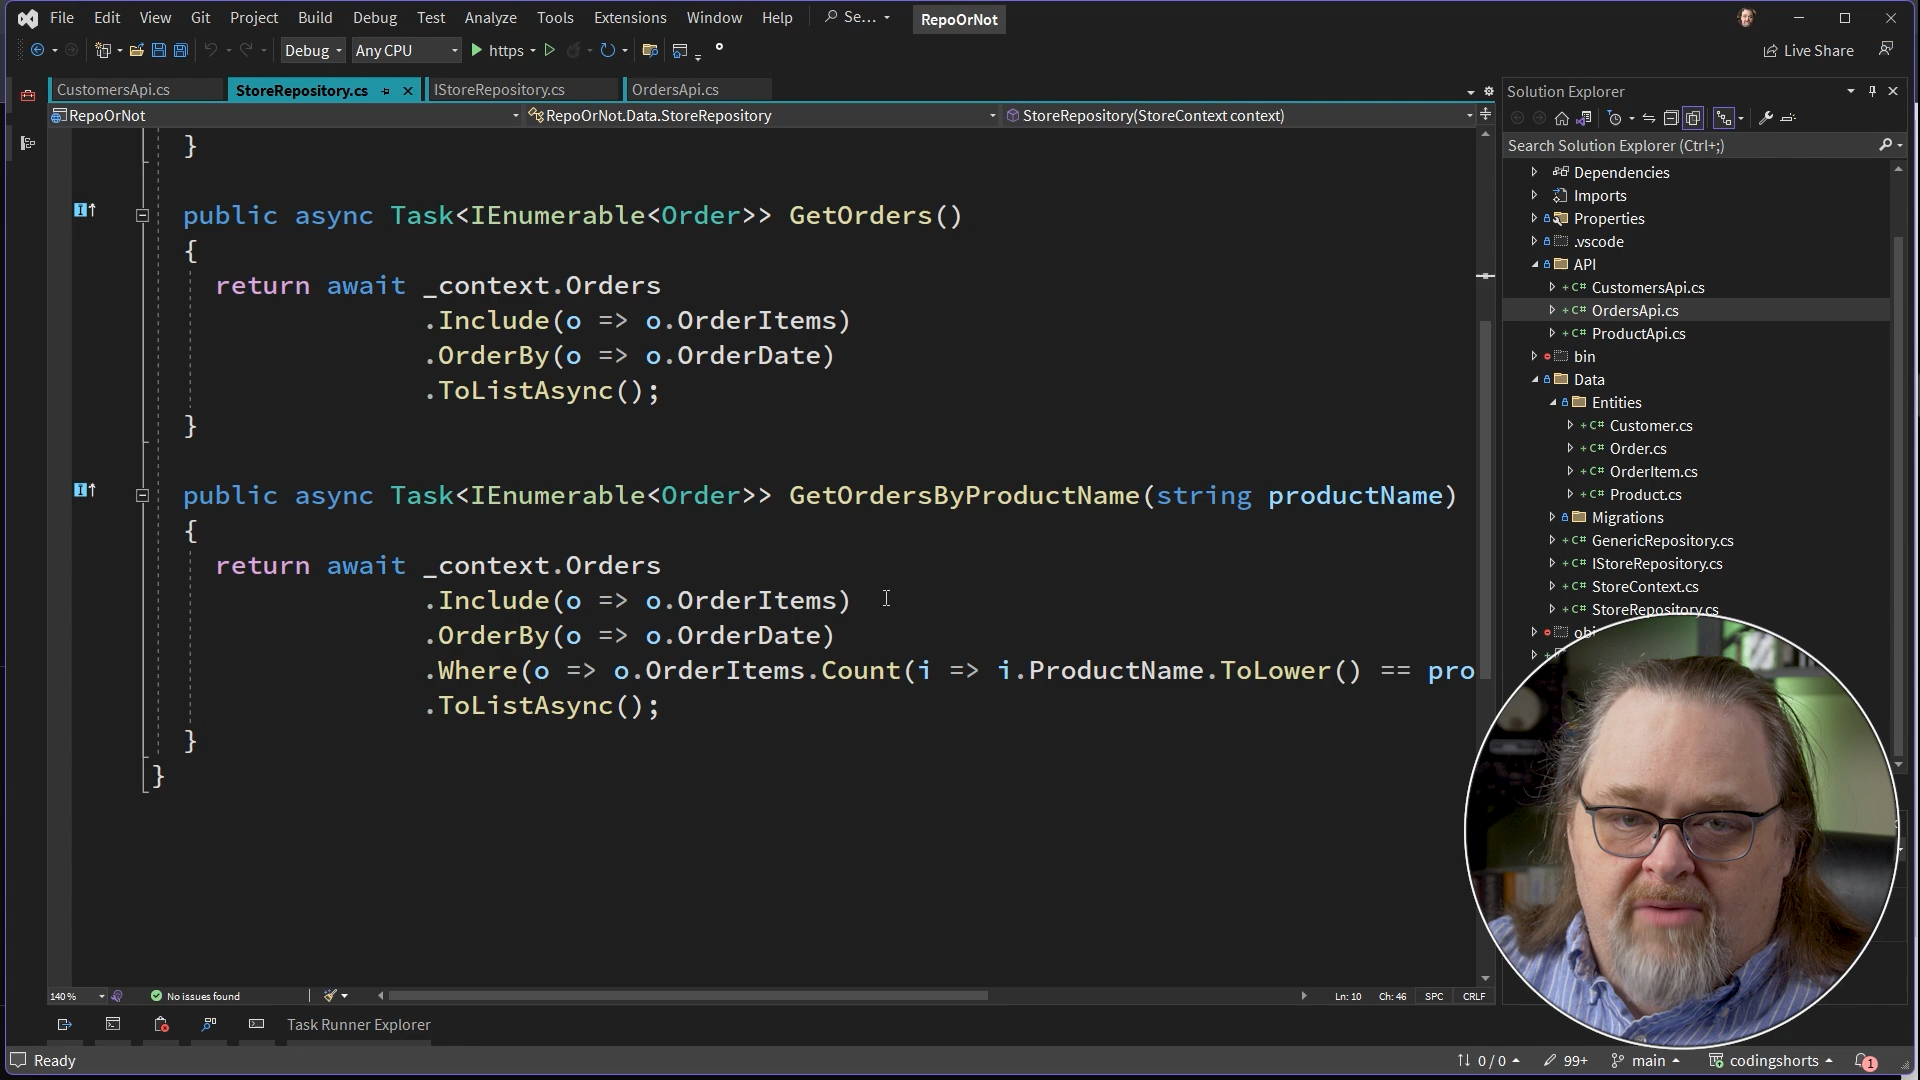 File Edit View Git Project Build Debug Test Analyze Tools Extensions Window Help Se... RepoOrNot
Debug Any CPU https Live Share
CustomersApi.cs StoreRepository.cs IStoreRepository.cs OrdersApi.cs
RepoOrNot RepoOrNot.Data.StoreRepository StoreRepository(StoreContext context)
}
public async Task<IEnumerable<Order>> GetOrders()
{
return await _context.Orders
.Include(o => o.OrderItems)
.OrderBy(o => o.OrderDate)
.ToListAsync();
}
public async Task<IEnumerable<Order>> GetOrdersByProductName(string productName)
{
return await _context.Orders
.Include(o => o.OrderItems)
.OrderBy(o => o.OrderDate)
.Where(o => o.OrderItems.Count(i => i.ProductName.ToLower() == pro
.ToListAsync();
}
}
Solution Explorer
Search Solution Explorer (Ctrl+;)
Dependencies
Imports
Properties
.vscode
API
CustomersApi.cs
OrdersApi.cs
ProductApi.cs
bin
Data
Entities
Customer.cs
Order.cs
OrderItem.cs
Product.cs
Migrations
GenericRepository.cs
IStoreRepository.cs
StoreContext.cs
StoreRepository.cs
140 % No issues found Ln: 10 Ch: 46 SPC CRLF
Task Runner Explorer
Ready 0 / 0 99+ main codingshorts 1